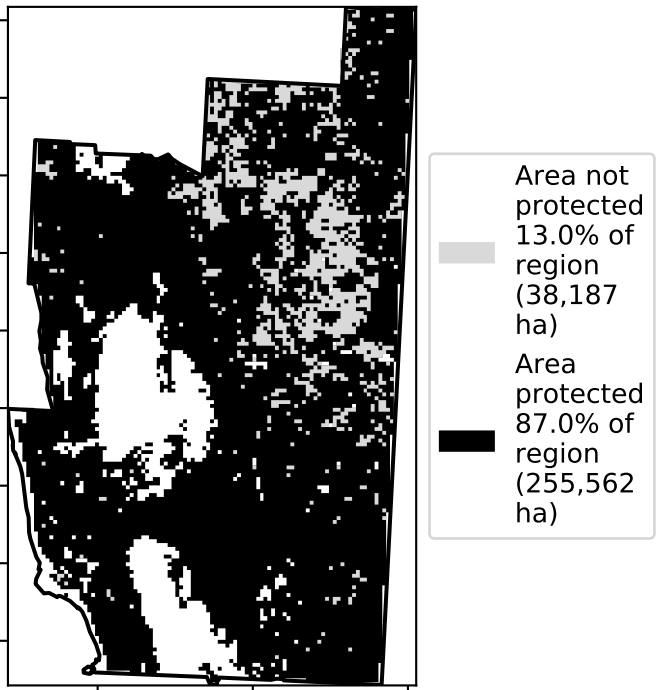 Area not
protected
13.0% of
region
(38,187
ha)
Area
protected
87.0% of
region
(255,562
ha)